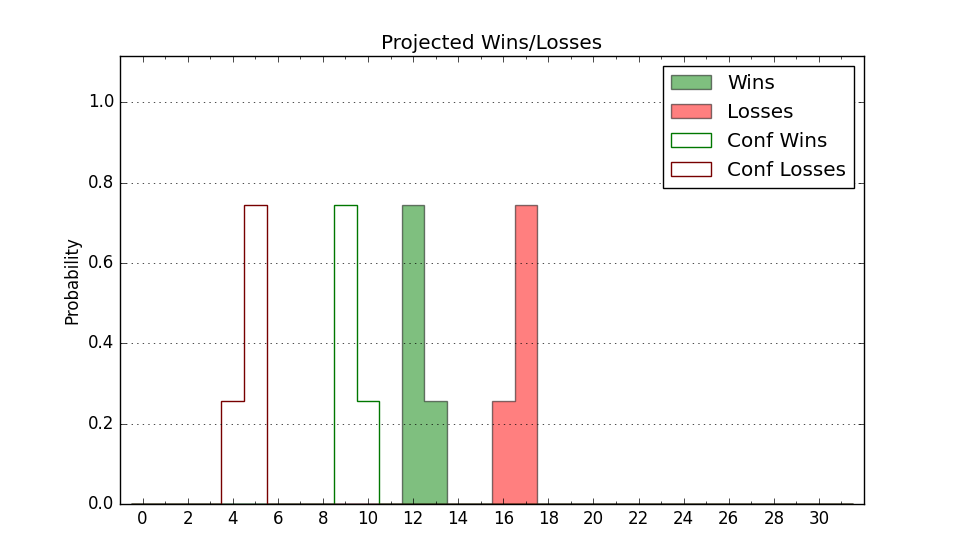 Projected Wins/Losses
Wins
Losses
Conf Wins
Conf Losses
Probability
1.0
0.8
0.6
0.4
0.2
0.0
0 2 4 6 8 10 12 14 16 18 20 22 24 26 28 30